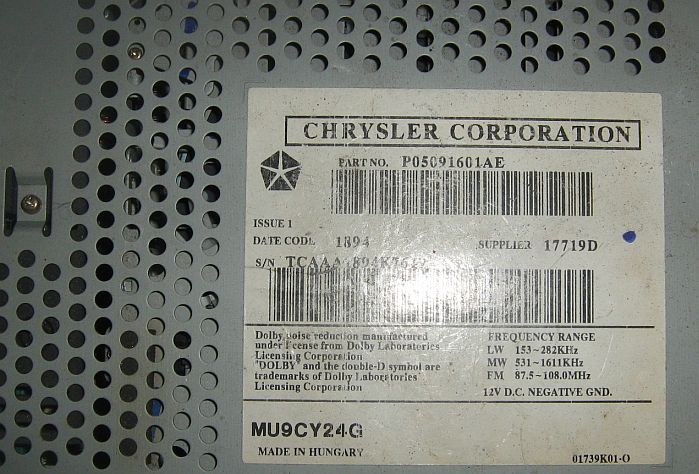 CHRYSLER CORPORATION
PART NO. P05091601AE
ISSUE 1
DATE CODE 1894 SUPPLIER 17719D
S/N
Dolby noise reduction manufactured
under license from Dolby Laboratories
Licensing Corporation
"DOLBY" and the double-D symbol are
trademarks of Dolby Laboratories
Licensing Corporation
FREQUENCY RANGE
LW 153~282KHz
MW 531~1611KHz
FM 87.5~108.0MHz
12V D.C. NEGATIVE GND.
MU9CY24G
MADE IN HUNGARY
01739K01-O